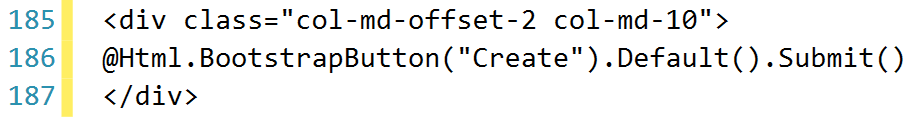 185 <div class="col-md-offset-2 col-md-10">
186 @Html.BootstrapButton("Create").Default().Submit()
187 </div>